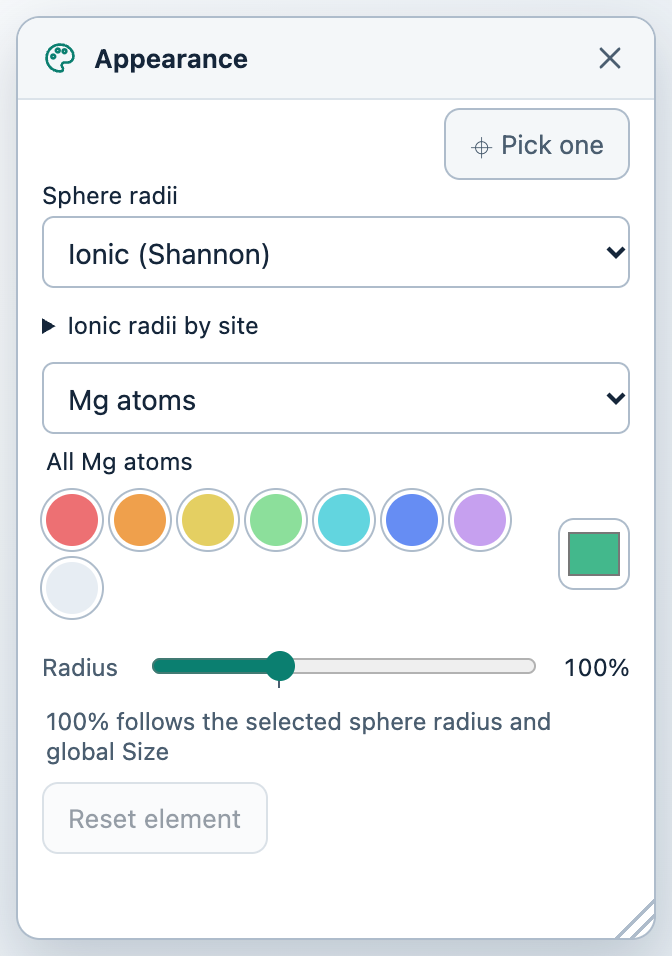 Appearance
Pick one
Sphere radii
Ionic (Shannon)
Ionic radii by site
Mg atoms
All Mg atoms
Radius
100%
100% follows the selected sphere radius and
global Size
Reset element